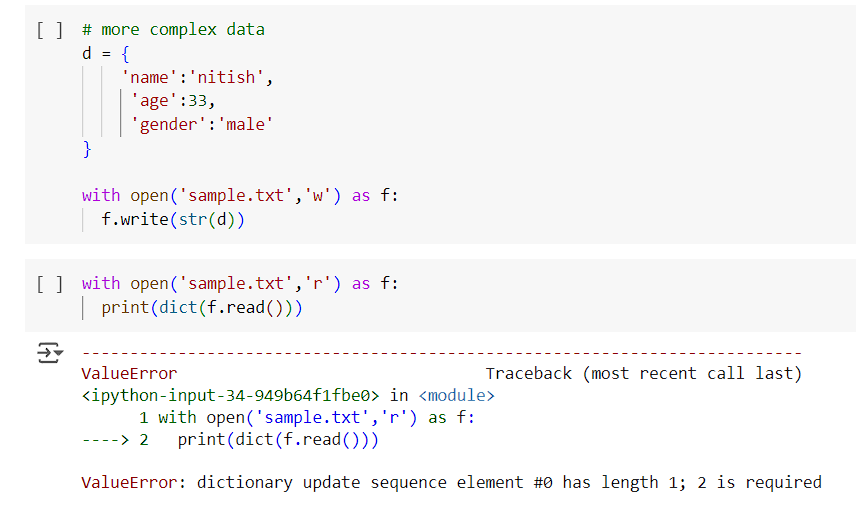 [ ] # more complex data
d = {
    'name':'nitish',
     'age':33,
     'gender':'male'
}
with open('sample.txt','w') as f:
  f.write(str(d))
[ ] with open('sample.txt','r') as f:
  print(dict(f.read()))
---------------------------------------------------------------------------
ValueError                                Traceback (most recent call last)
<ipython-input-34-949b64f1fbe0> in <module>
      1 with open('sample.txt','r') as f:
----> 2   print(dict(f.read()))
ValueError: dictionary update sequence element #0 has length 1; 2 is required